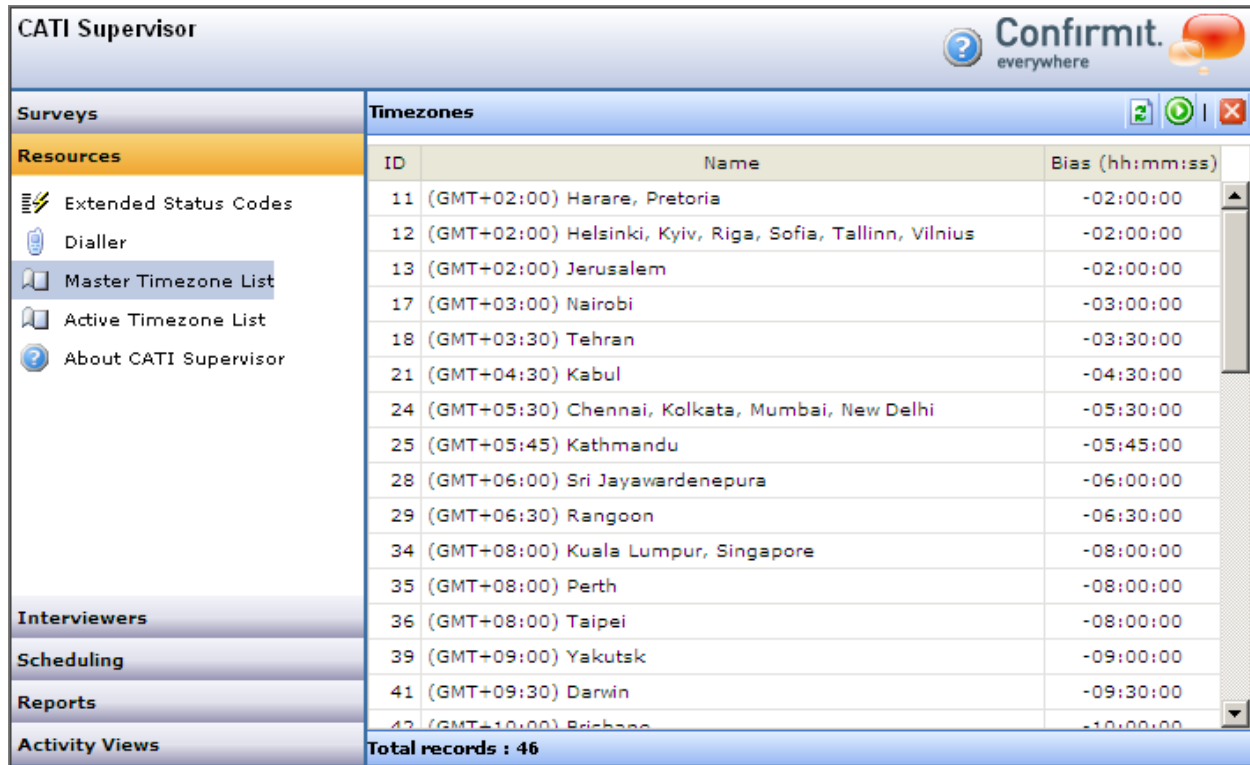 CATI Supervisor
Confirmit.
everywhere
Surveys
Resources
Extended Status Codes
Dialler
Master Timezone List
Active Timezone List
About CATI Supervisor
Interviewers
Scheduling
Reports
Activity Views
Timezones
ID Name Bias (hh:mm:ss)
11 (GMT+02:00) Harare, Pretoria -02:00:00
12 (GMT+02:00) Helsinki, Kyiv, Riga, Sofia, Tallinn, Vilnius -02:00:00
13 (GMT+02:00) Jerusalem -02:00:00
17 (GMT+03:00) Nairobi -03:00:00
18 (GMT+03:30) Tehran -03:30:00
21 (GMT+04:30) Kabul -04:30:00
24 (GMT+05:30) Chennai, Kolkata, Mumbai, New Delhi -05:30:00
25 (GMT+05:45) Kathmandu -05:45:00
28 (GMT+06:00) Sri Jayawardenepura -06:00:00
29 (GMT+06:30) Rangoon -06:30:00
34 (GMT+08:00) Kuala Lumpur, Singapore -08:00:00
35 (GMT+08:00) Perth -08:00:00
36 (GMT+08:00) Taipei -08:00:00
39 (GMT+09:00) Yakutsk -09:00:00
41 (GMT+09:30) Darwin -09:30:00
42 (GMT+10:00) Brisbane -10:00:00
Total records : 46